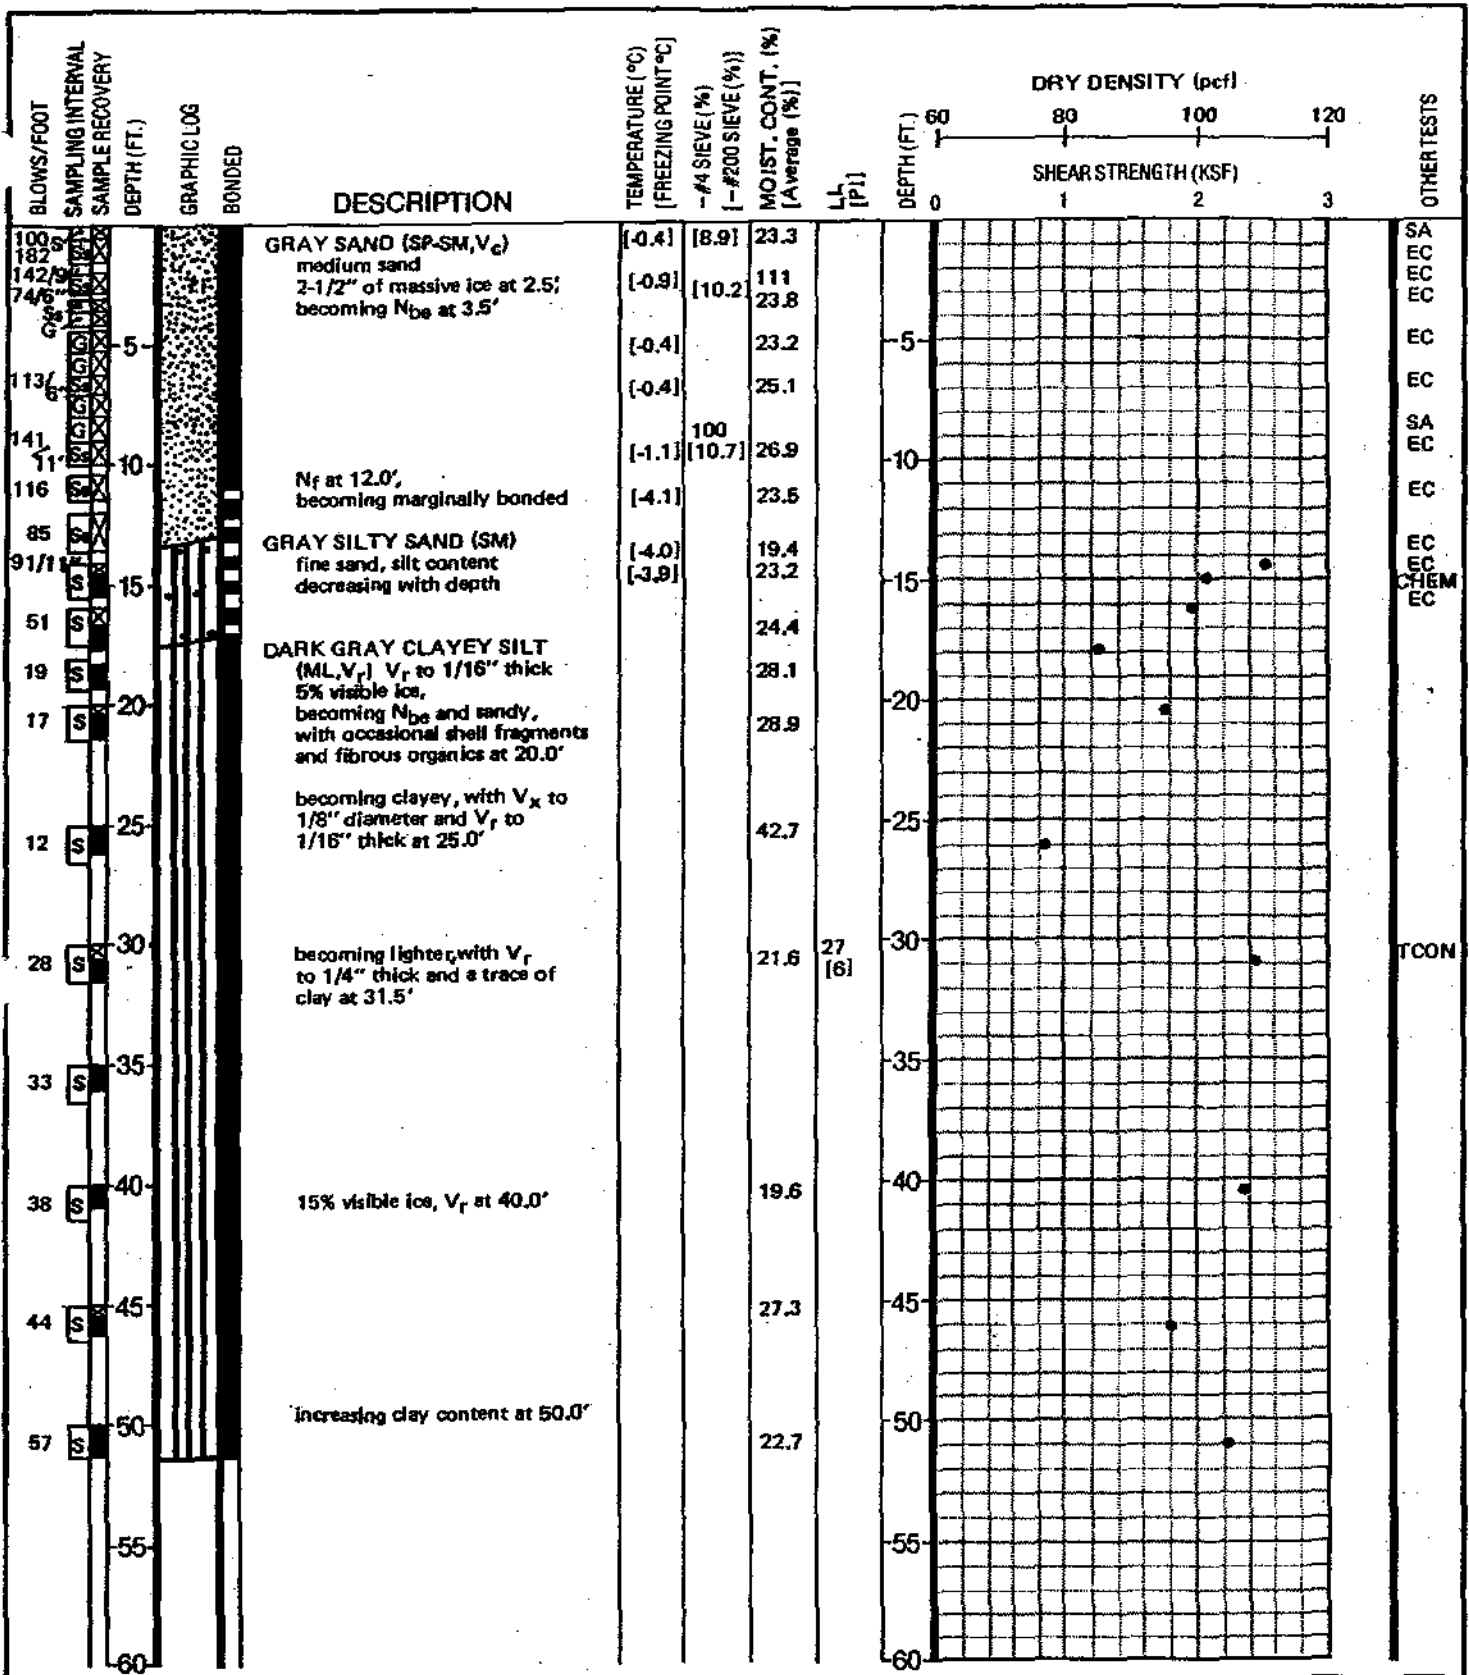 BLOWS/FOOT
SAMPLING INTERVAL
SAMPLE RECOVERY
DEPTH (FT.)
GRAPHIC LOG
BONDED
DESCRIPTION
TEMPERATURE (°C)
[FREEZING POINT °C]
-#4 SIEVE (%)
[-#200 SIEVE (%)]
MOIST. CONT. (%)
[Average (%)]
LL
[PI]
DEPTH (FT.)
DRY DENSITY (pcf)
60 80 100 120
SHEAR STRENGTH (KSF)
0 1 2 3
OTHER TESTS
100 S GRAY SAND (SP-SM, Vc) [-0.4] [8.9] 23.3 SA
182 medium sand EC
142/9" 2-1/2" of massive ice at 2.5', [-0.9] [10.2] 111 EC
74/6" becoming Nbe at 3.5' 23.8 EC
Ss
G
5 [-0.4] 23.2 5 EC
G
113/6" [-0.4] 25.1 EC
G
G 100 SA
141/11" [-1.1] [10.7] 26.9 EC
10 10
Nf at 12.0',
116 S becoming marginally bonded [-4.1] 23.5 EC
85 S GRAY SILTY SAND (SM) [-4.0] 19.4 EC
91/11" fine sand, silt content [-3.9] 23.2 EC
S 15 decreasing with depth 15 CHEM
EC
51 S 24.4
DARK GRAY CLAYEY SILT
19 S (ML,Vr) Vr to 1/16" thick 28.1
5% visible ice,
20 becoming Nbe and sandy, 20
17 S with occasional shell fragments 28.9
and fibrous organics at 20.0'
becoming clayey, with Vx to
25 1/8" diameter and Vr to 25
12 S 1/16" thick at 25.0' 42.7
30 27 30
28 S becoming lighter, with Vr 21.6 [6] TCON
to 1/4" thick and a trace of
clay at 31.5'
35 35
33 S
40 40
38 S 15% visible ice, Vr at 40.0' 19.6
45 45
44 S 27.3
increasing clay content at 50.0'
50 50
57 S 22.7
55 55
60 60